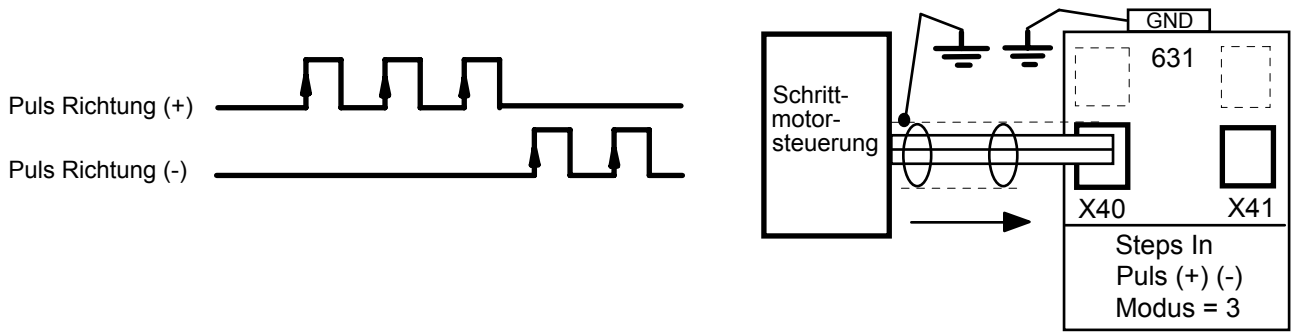 Puls Richtung (+)
Puls Richtung (-)
Schritt-
motor-
steuerung
GND
631
X40
X41
Steps In
Puls (+) (-)
Modus = 3